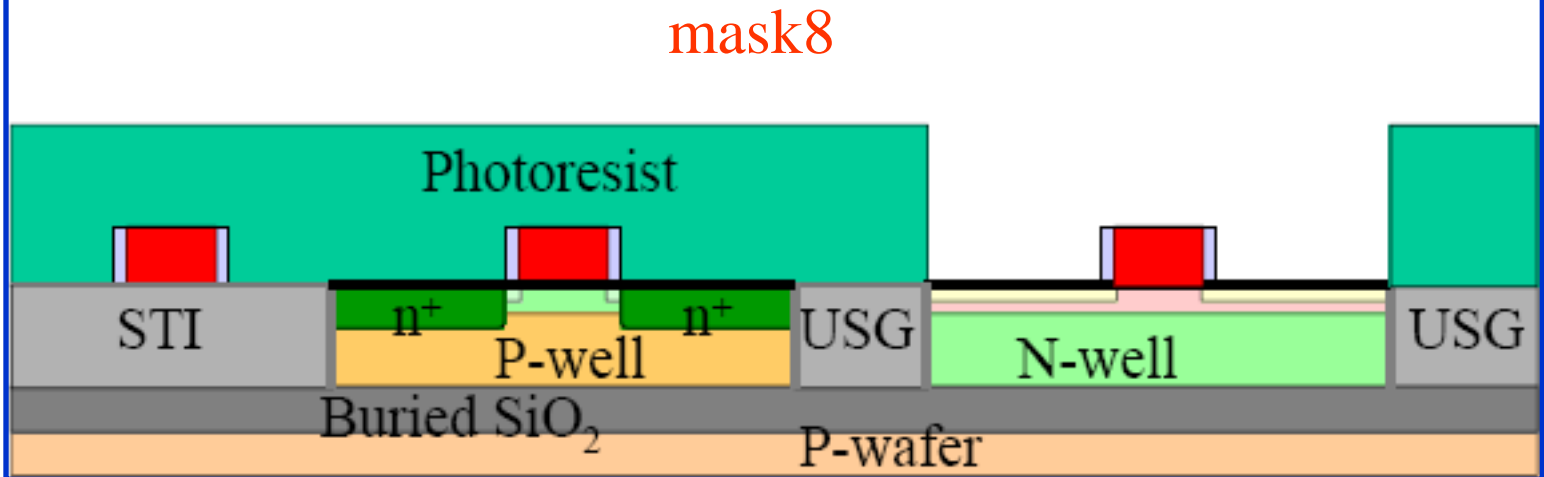 mask8
Photoresist
STI
n⁺
n⁺
USG
USG
P-well
N-well
Buried SiO₂
P-wafer